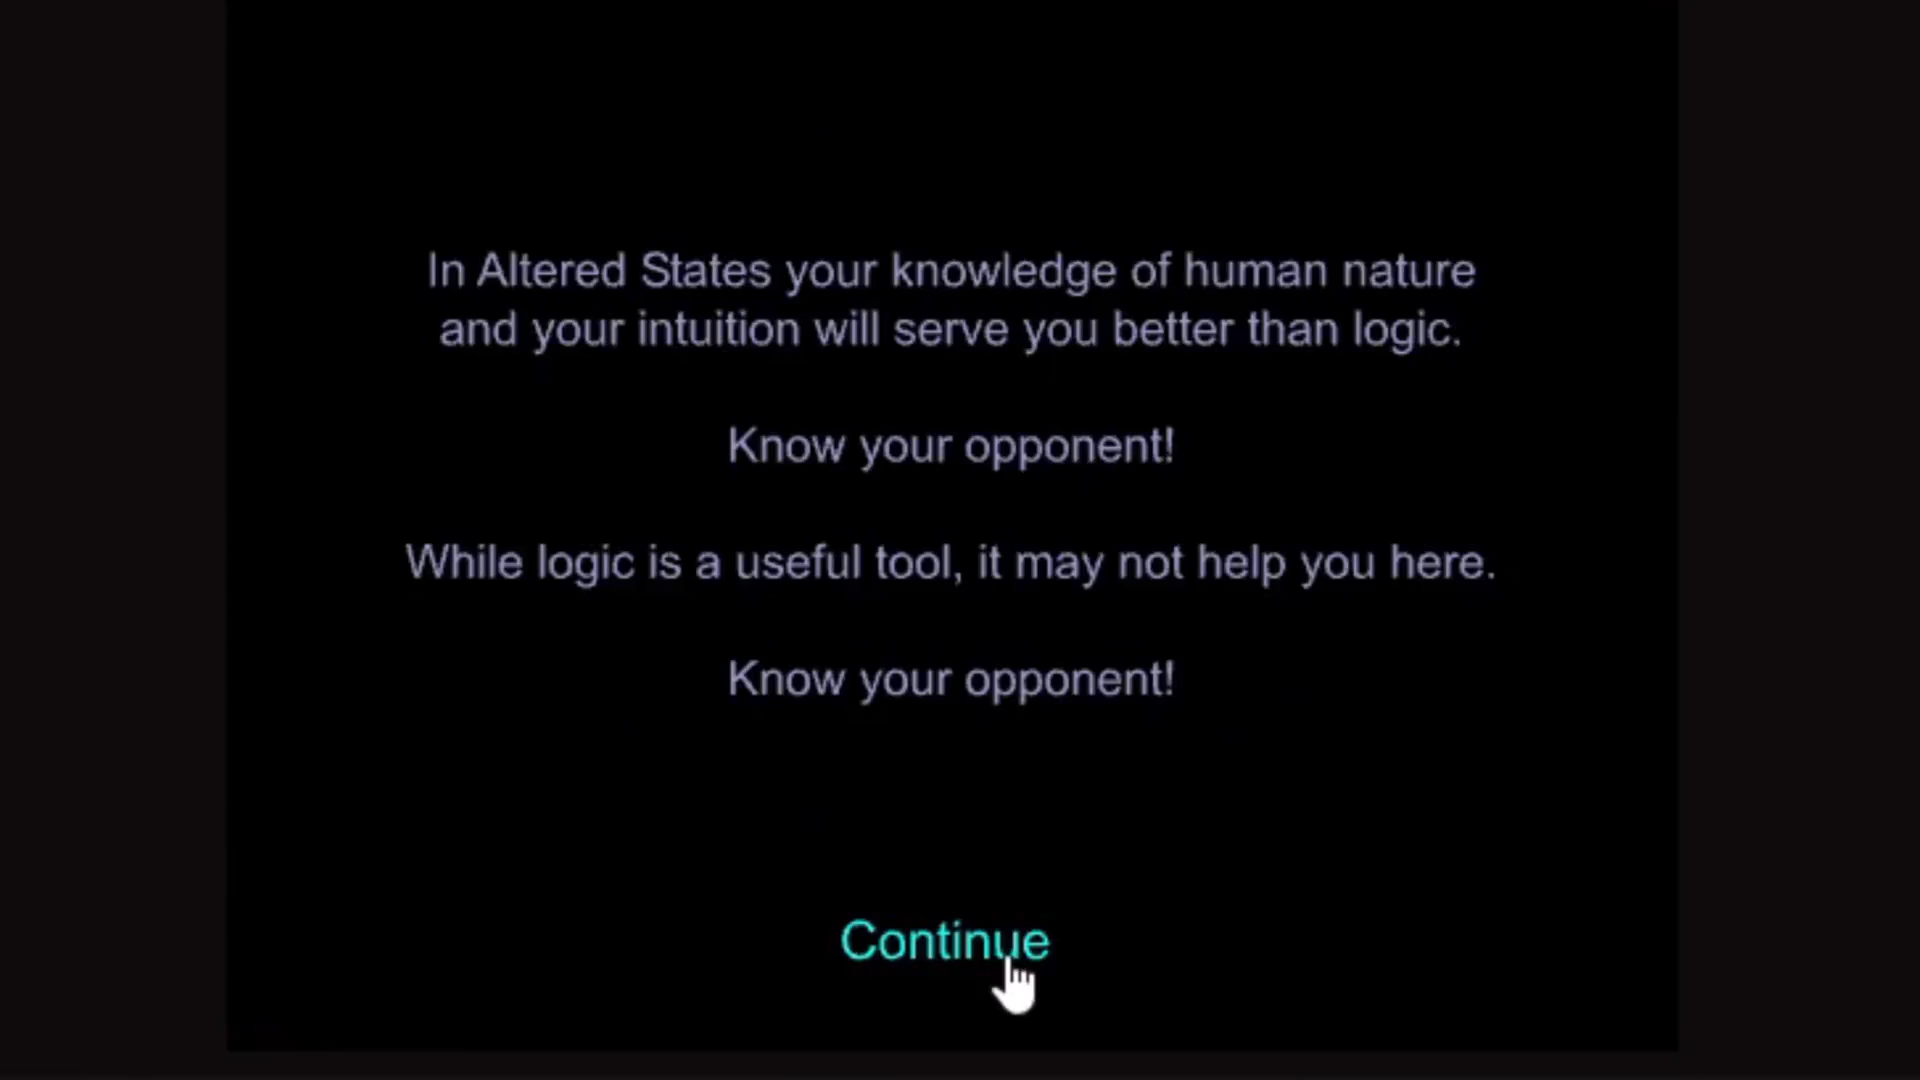 In Altered States your knowledge of human nature
and your intuition will serve you better than logic.
Know your opponent!
While logic is a useful tool, it may not help you here.
Know your opponent!
Continue